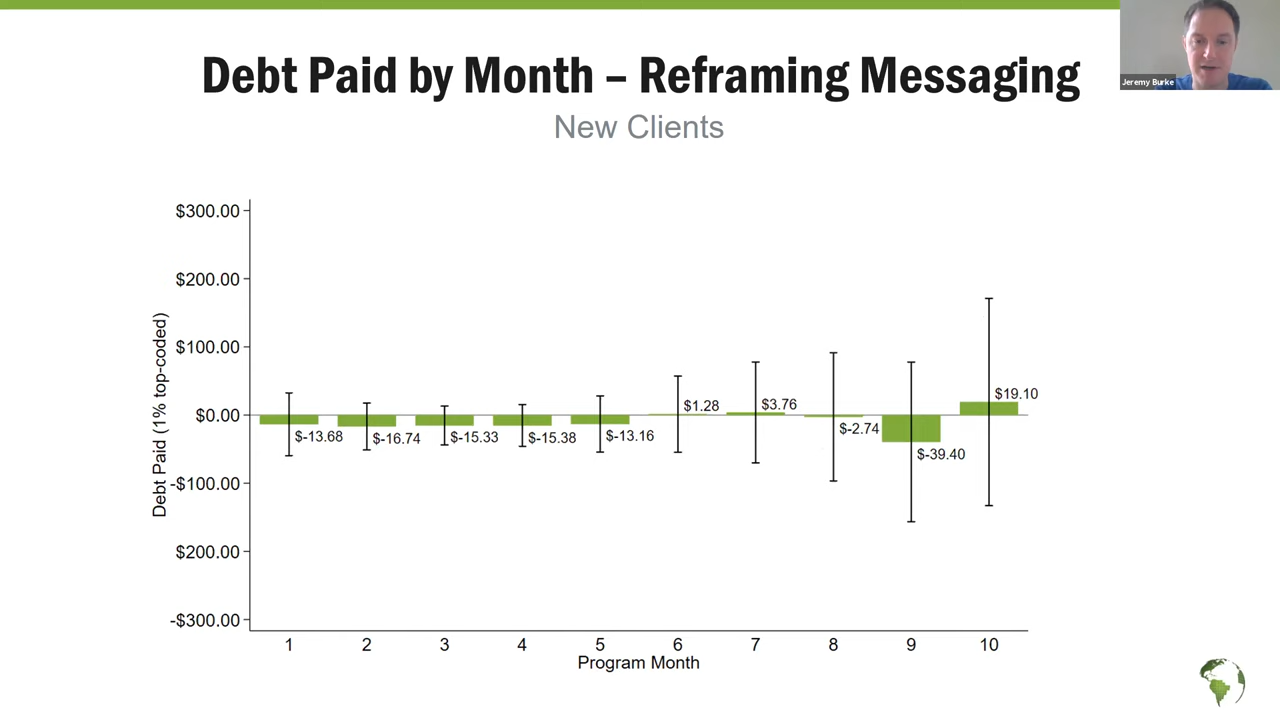 Debt Paid by Month – Reframing Messaging
New Clients
Jeremy Burke
Debt Paid (1% top-coded)
$300.00
$200.00
$100.00
$0.00
-$100.00
$200.00
-$300.00
$-13.68
$-16.74
$-15.33
$-15.38
$-13.16
$1.28
$3.76
$-2.74
$-39.40
$19.10
1 2 3 4 5 6 7 8 9 10
Program Month